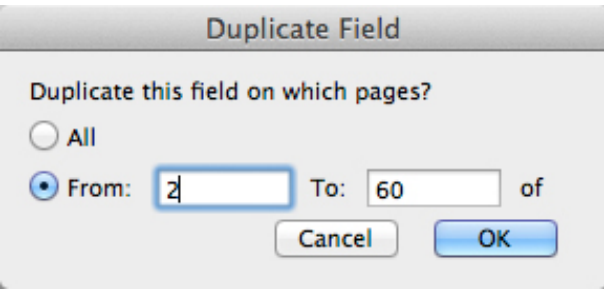 Duplicate Field
Duplicate this field on which pages?
All
From: 2 To: 60 of
Cancel OK